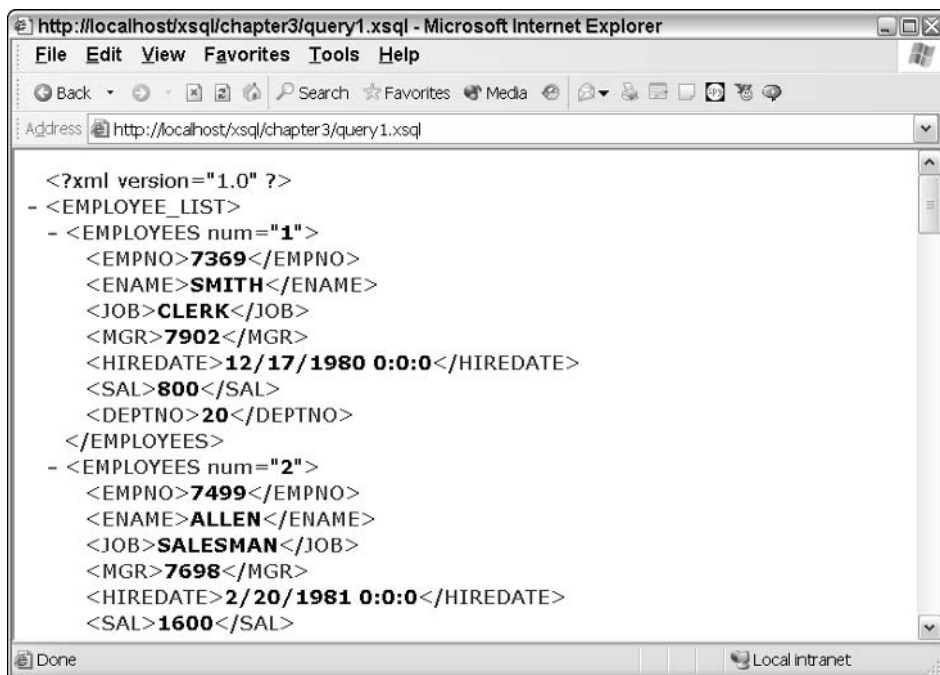 http://localhost/xsql/chapter3/query1.xsql - Microsoft Internet Explorer
File Edit View Favorites Tools Help
Back Search Favorites Media
Address http://localhost/xsql/chapter3/query1.xsql
<?xml version="1.0" ?>
- <EMPLOYEE_LIST>
- <EMPLOYEES num="1">
<EMPNO>7369</EMPNO>
<ENAME>SMITH</ENAME>
<JOB>CLERK</JOB>
<MGR>7902</MGR>
<HIREDATE>12/17/1980 0:0:0</HIREDATE>
<SAL>800</SAL>
<DEPTNO>20</DEPTNO>
</EMPLOYEES>
- <EMPLOYEES num="2">
<EMPNO>7499</EMPNO>
<ENAME>ALLEN</ENAME>
<JOB>SALESMAN</JOB>
<MGR>7698</MGR>
<HIREDATE>2/20/1981 0:0:0</HIREDATE>
<SAL>1600</SAL>
Done Local intranet